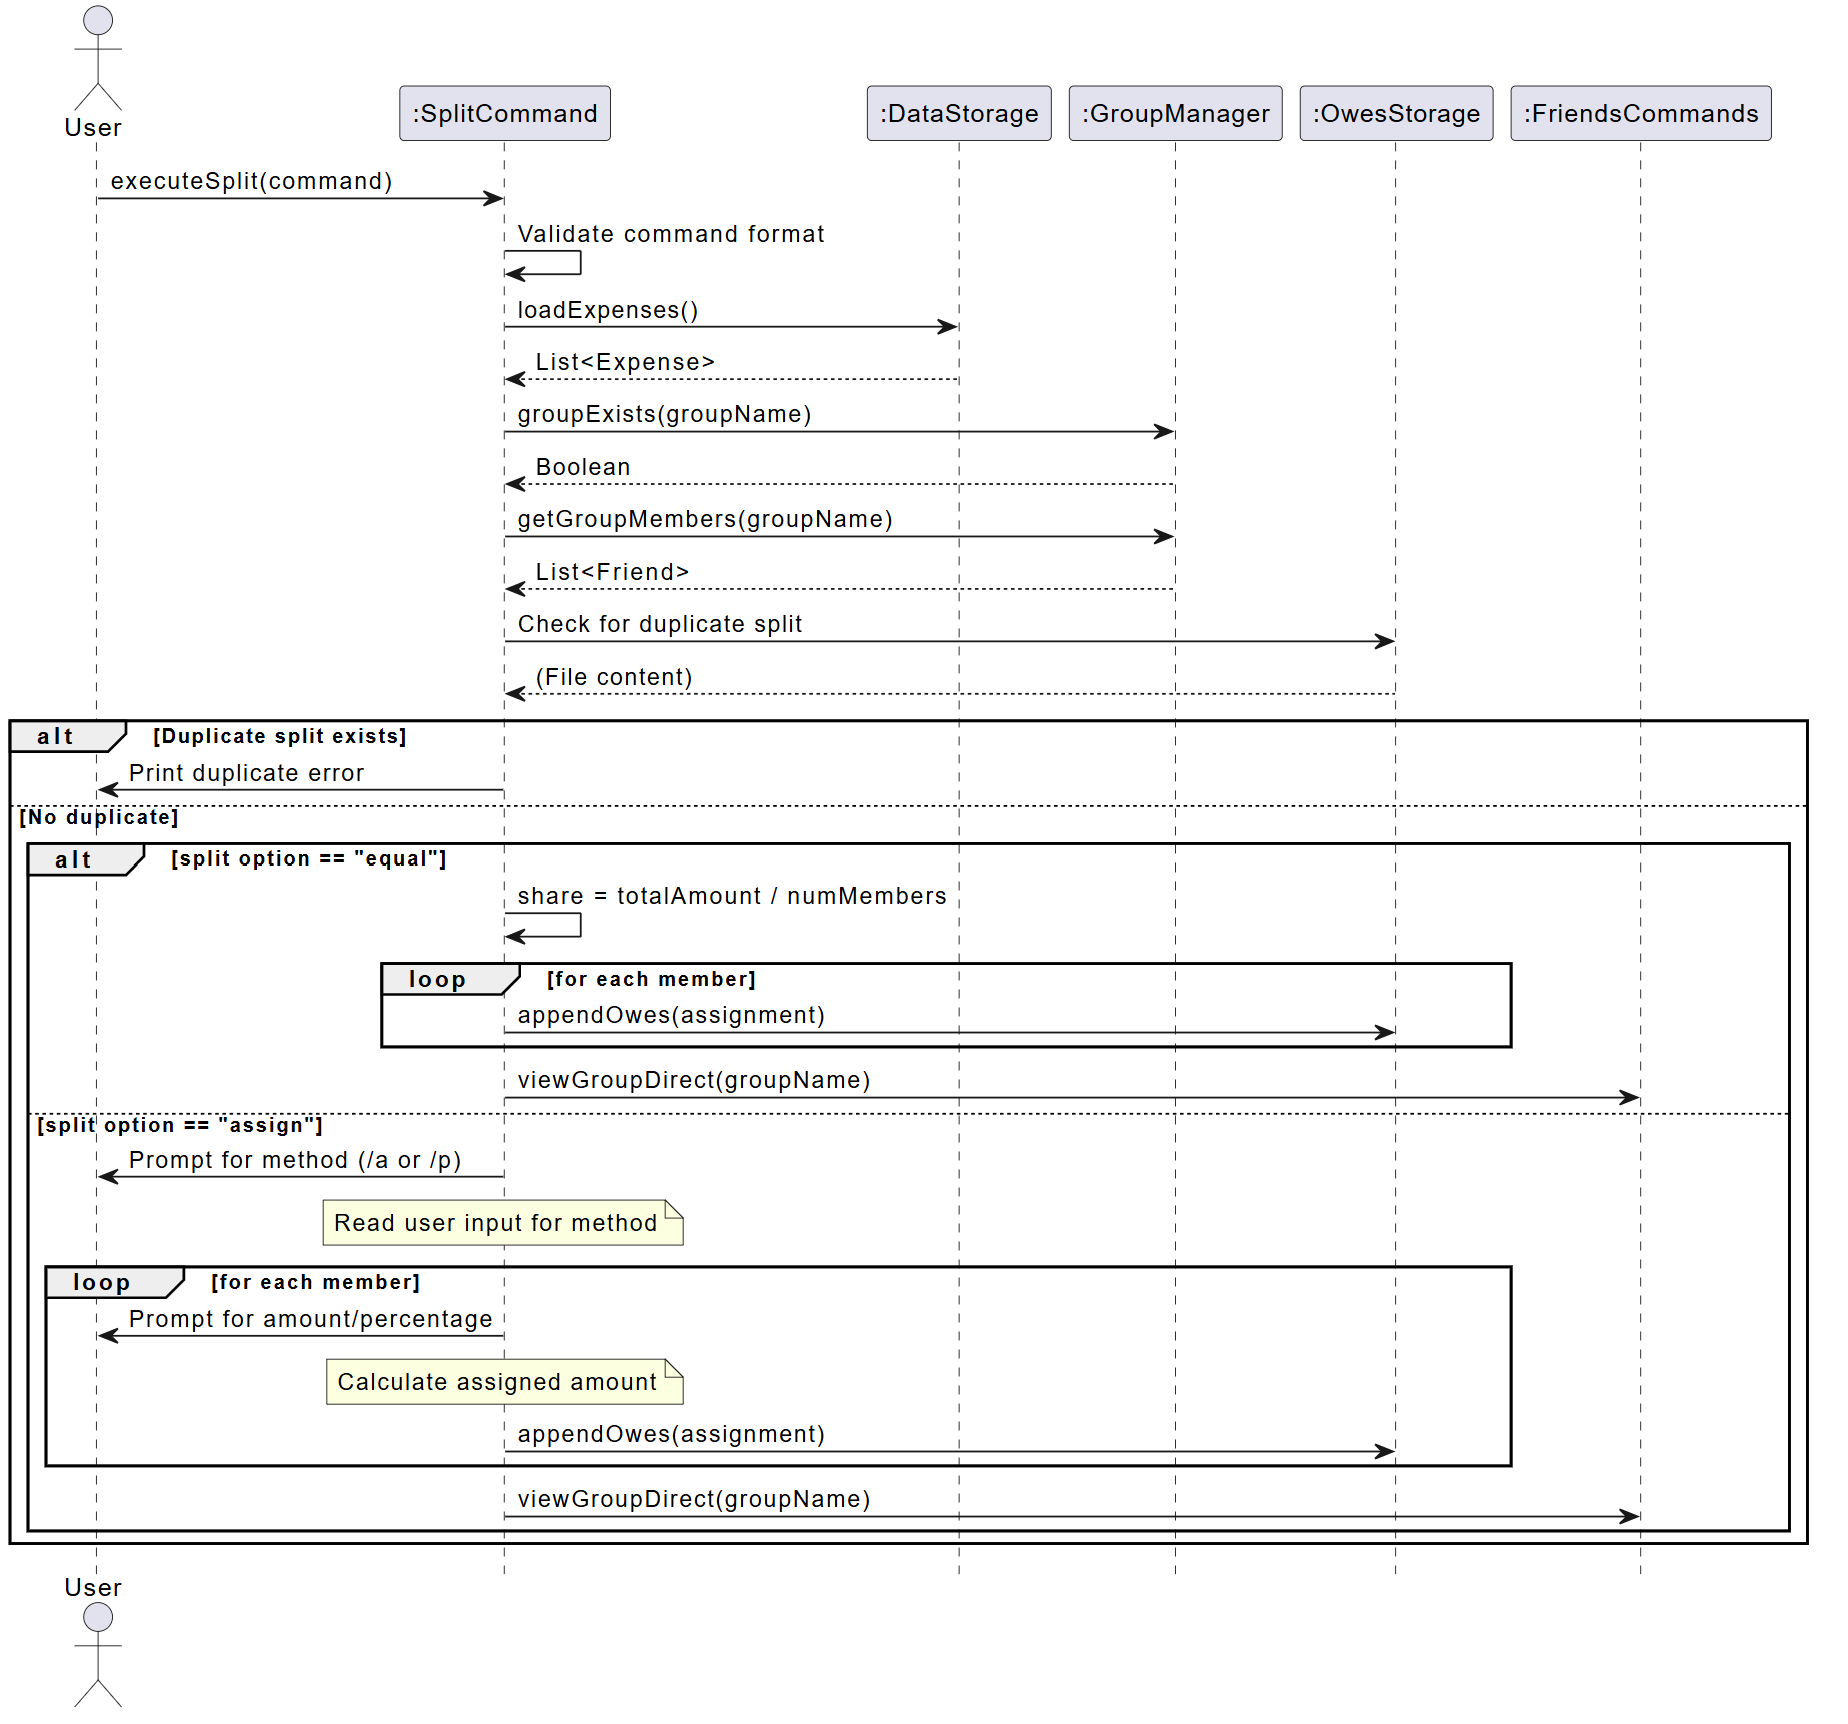 User
:SplitCommand
:DataStorage
:GroupManager
:OwesStorage
:FriendsCommands
executeSplit(command)
Validate command format
loadExpenses()
List<Expense>
groupExists(groupName)
Boolean
getGroupMembers(groupName)
List<Friend>
Check for duplicate split
(File content)
alt [Duplicate split exists]
Print duplicate error
[No duplicate]
alt [split option == "equal"]
share = totalAmount / numMembers
loop [for each member]
appendOwes(assignment)
viewGroupDirect(groupName)
[split option == "assign"]
Prompt for method (/a or /p)
Read user input for method
loop [for each member]
Prompt for amount/percentage
Calculate assigned amount
appendOwes(assignment)
viewGroupDirect(groupName)
User